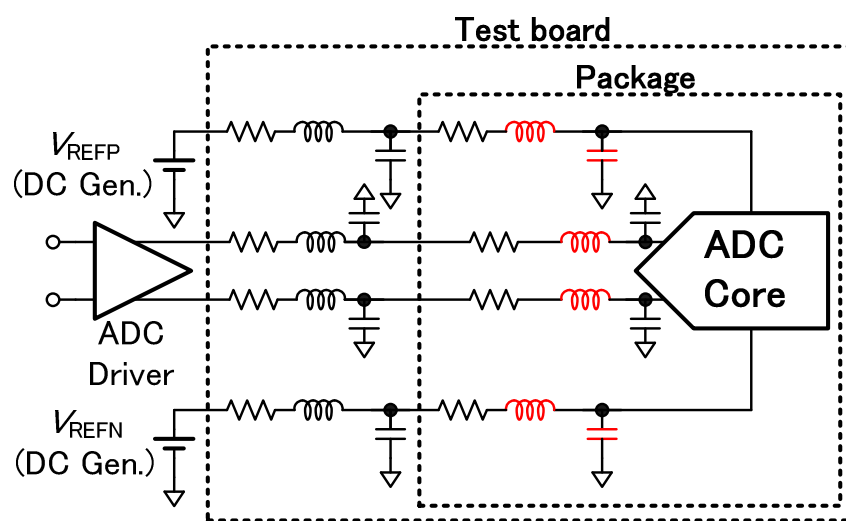 Test board
Package
VREFP
(DC Gen.)
ADC
Driver
ADC
Core
VREFN
(DC Gen.)